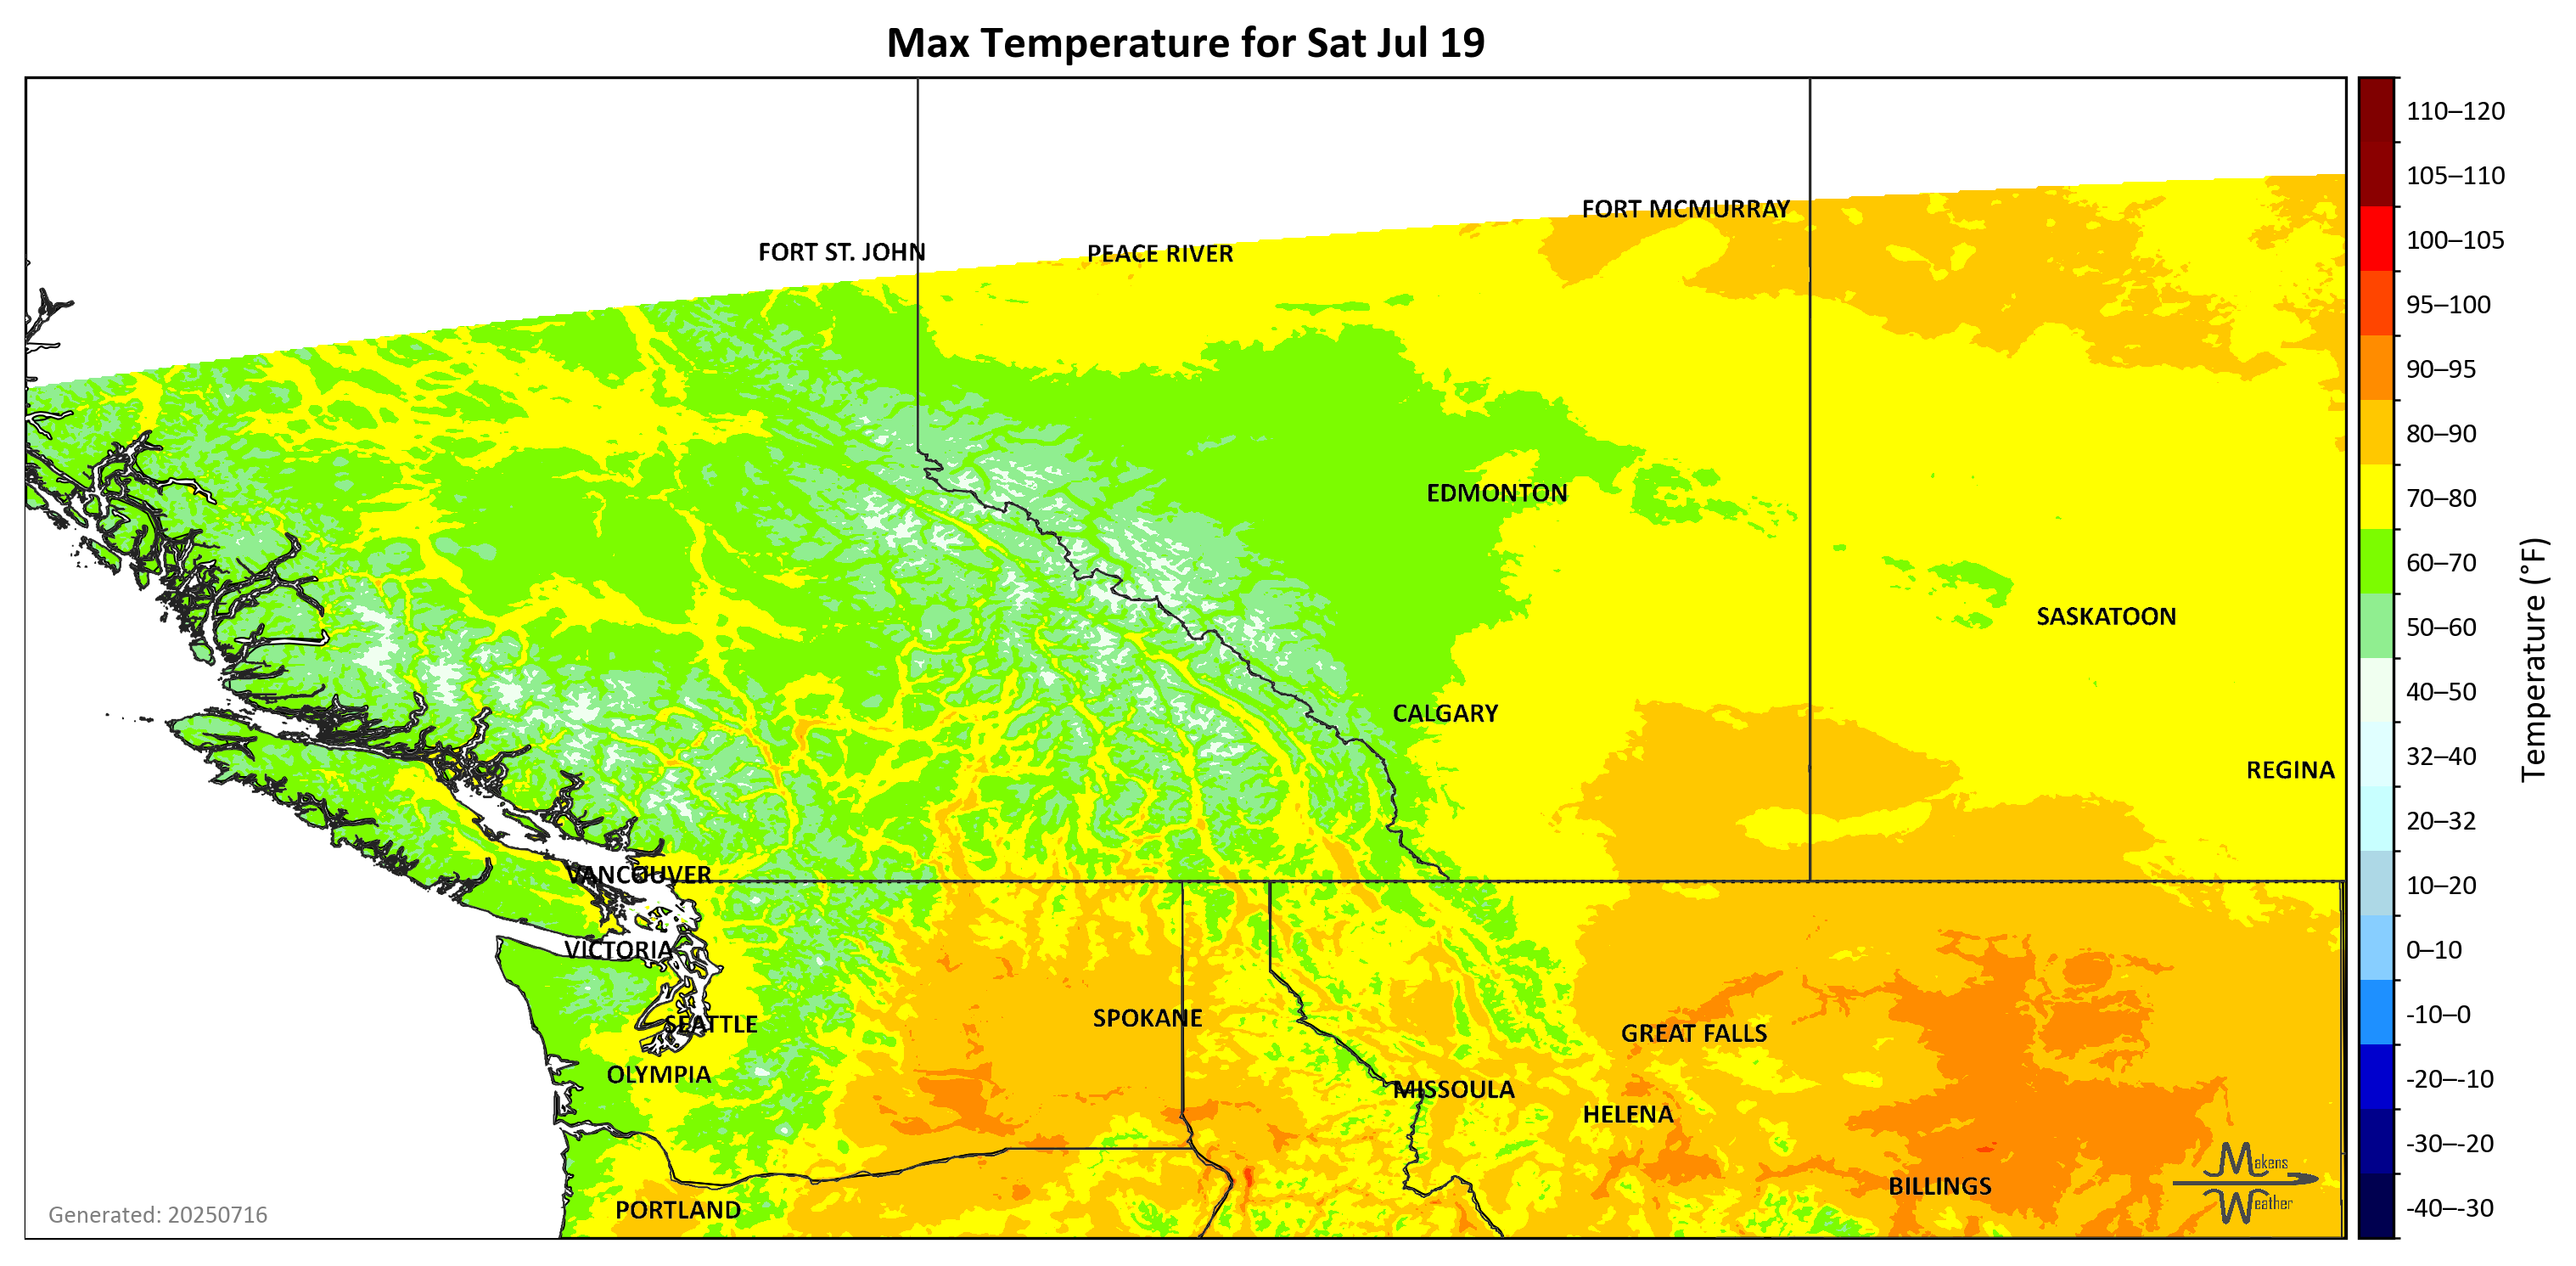 Max Temperature for Sat Jul 19
FORT MCMURRAY
FORT ST. JOHN
PEACE RIVER
EDMONTON
SASKATOON
CALGARY
REGINA
VANCOUVER
VICTORIA
SPOKANE
SEATTLE
GREAT FALLS
OLYMPIA
MISSOULA
HELENA
BILLINGS
PORTLAND
Makens
Weather
Generated: 20250716
110–120
105–110
100–105
95–100
90–95
80–90
70–80
60–70
50–60
40–50
32–40
20–32
10–20
0–10
-10–0
-20–-10
-30–-20
-40–-30
Temperature (°F)